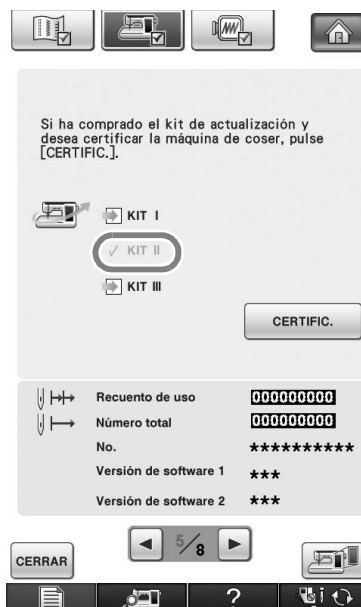 Si ha comprado el kit de actualización y
desea certificar la máquina de coser, pulse
[CERTIFIC.].
KIT I
KIT II
KIT III
CERTIFIC.
Recuento de uso 000000000
Número total 000000000
No. **********
Versión de software 1 ***
Versión de software 2 ***
CERRAR
5/8
?